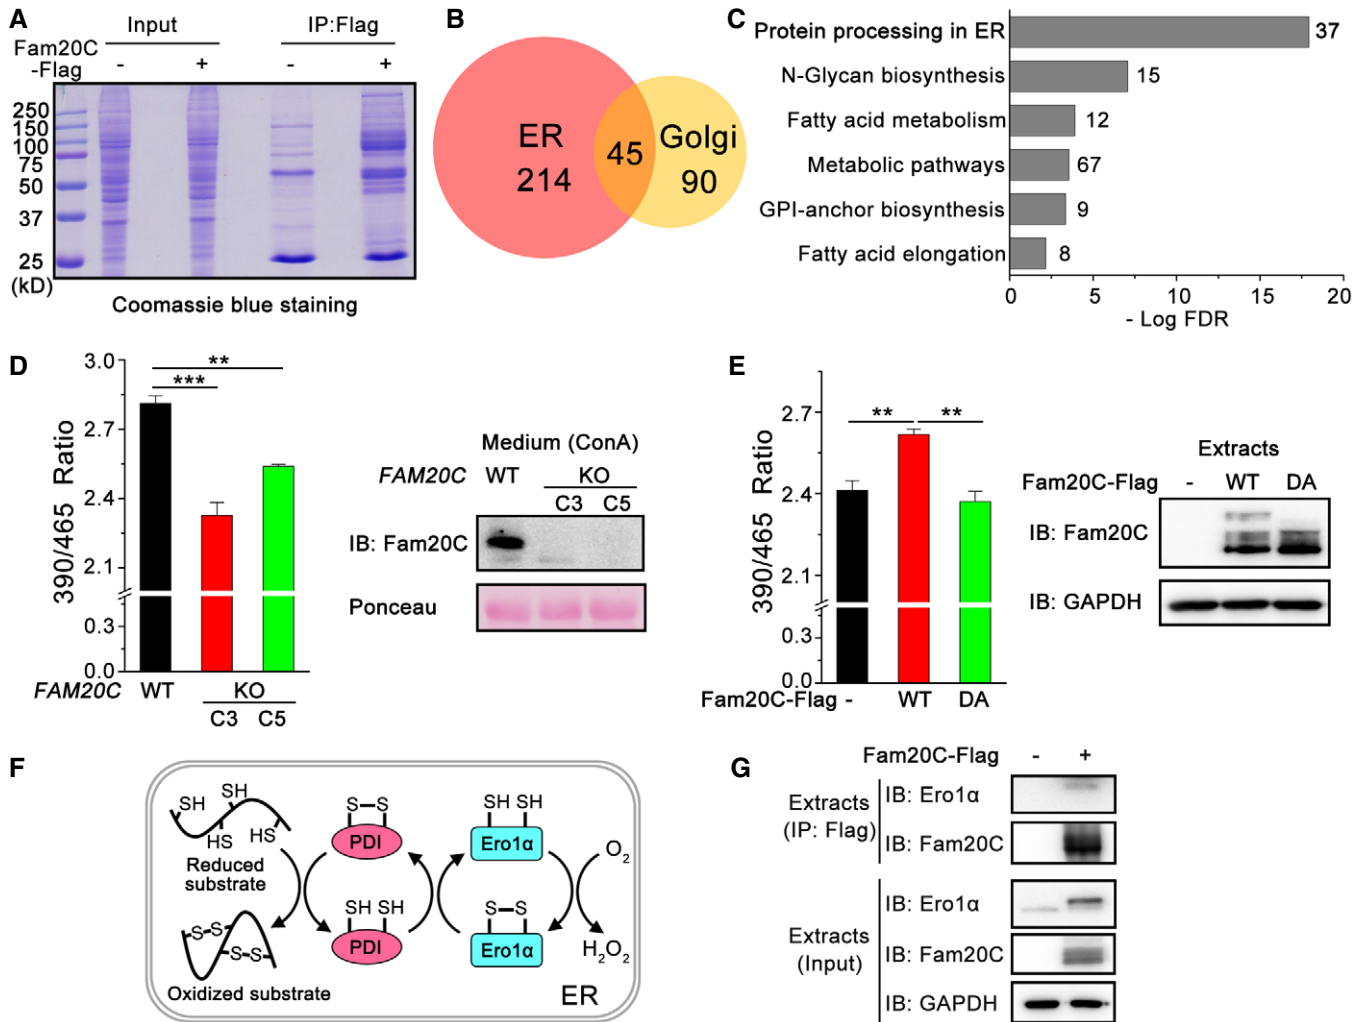 A
Input
IP:Flag
Fam20C
-Flag
- + - +
250
150
100
75
50
37
25
(kD)
Coomassie blue staining
B
ER
214
45
Golgi
90
C
Protein processing in ER 37
N-Glycan biosynthesis 15
Fatty acid metabolism 12
Metabolic pathways 67
GPI-anchor biosynthesis 9
Fatty acid elongation 8
0 5 10 15 20
- Log FDR
D
390/465 Ratio
3.0
2.7
2.4
2.1
0.3
0.0
** 
***
FAM20C WT KO
C3 C5
Medium (ConA)
FAM20C WT KO
C3 C5
IB: Fam20C
Ponceau
E
390/465 Ratio
2.7
2.4
2.1
0.3
0.0
** **
Fam20C-Flag - WT DA
Extracts
Fam20C-Flag - WT DA
IB: Fam20C
IB: GAPDH
F
SH
SH
HS
HS
Reduced
substrate
S-S
PDI
SH SH
Ero1α
O2
S-S
S-S
Oxidized substrate
SH SH
PDI
S-S
Ero1α
H2O2
ER
G
Fam20C-Flag - +
Extracts
(IP: Flag)
IB: Ero1α
IB: Fam20C
Extracts
(Input)
IB: Ero1α
IB: Fam20C
IB: GAPDH